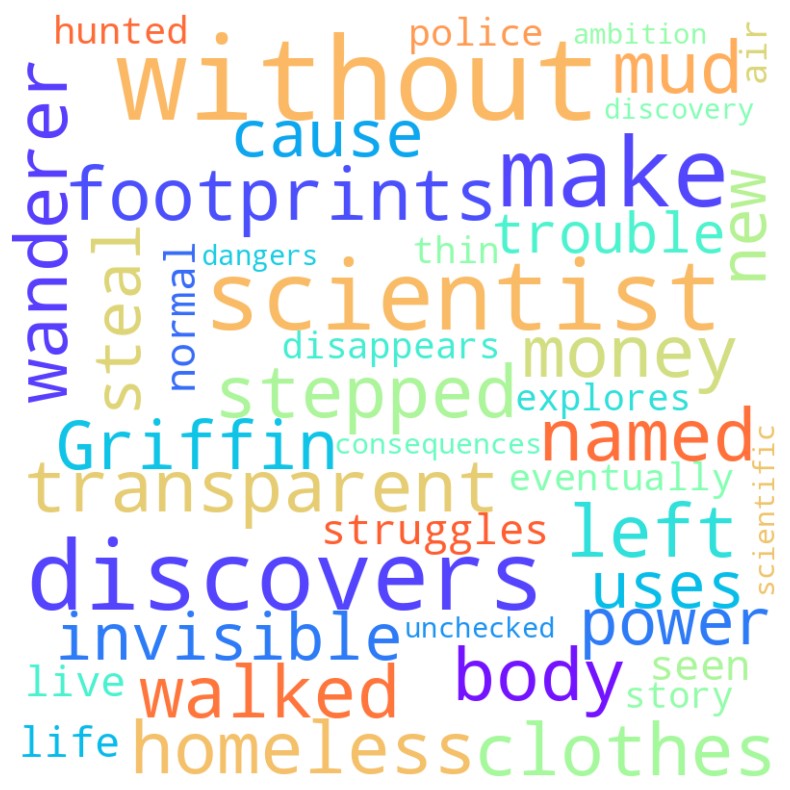 hunted
police
ambition
air
without
mud
discovery
wanderer
cause
make
footprints
new
trouble
steal
normal
dangers
thin
scientist
disappears
money
stepped
explores
Griffin
consequences
named
transparent
eventually
scientific
struggles
left
discovers
uses
invisible
unchecked
power
body
seen
live
walked
story
life
homeless
clothes